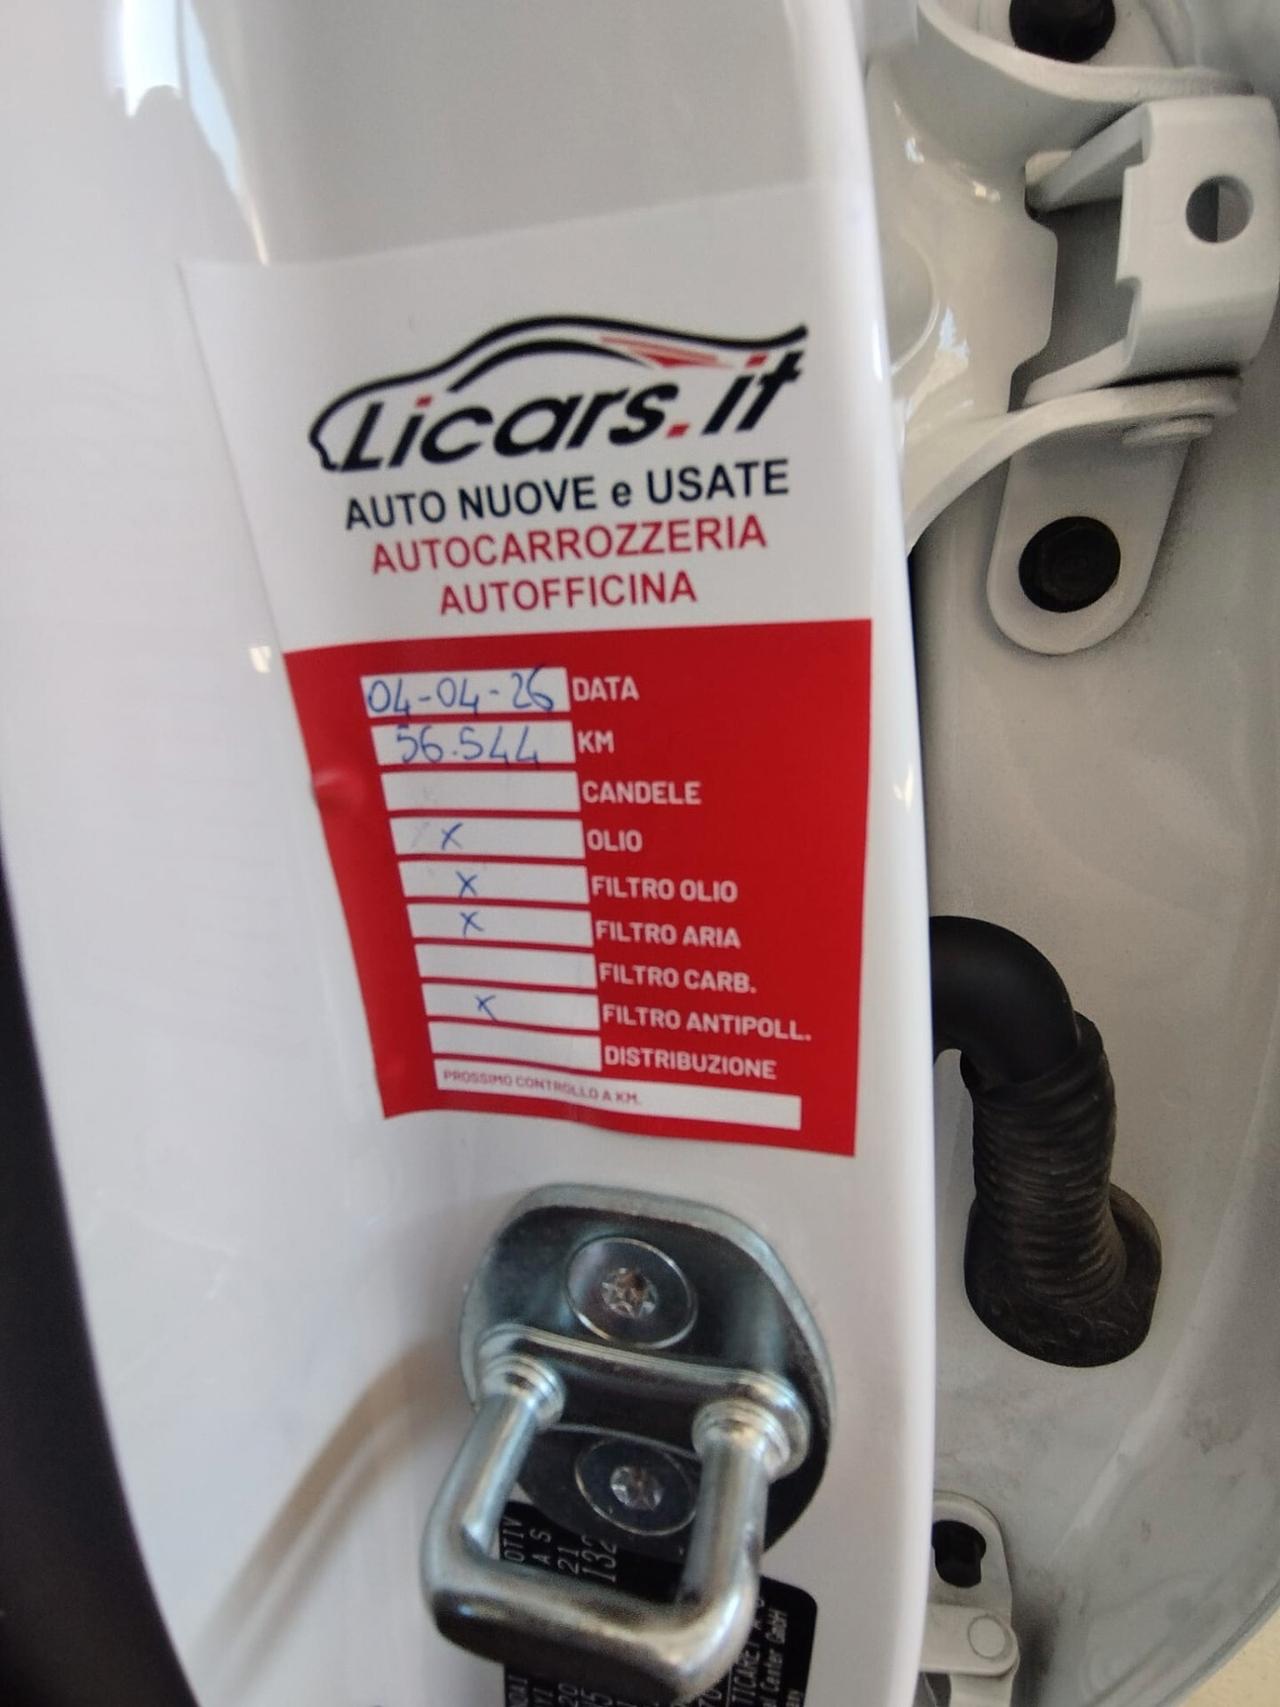 Licars.it
AUTO NUOVE e USATE
AUTOCARROZZERIA
AUTOFFICINA
04-04-26 DATA
56.544 KM
CANDELE
x OLIO
x FILTRO OLIO
x FILTRO ARIA
FILTRO CARB.
x FILTRO ANTIPOLL.
DISTRIBUZIONE
PROSSIMO CONTROLLO A KM.